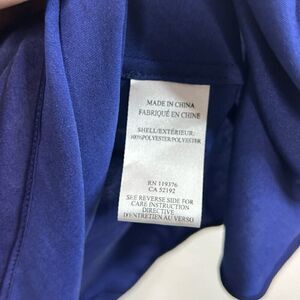 MADE IN CHINA
FABRIQUÉ EN CHINE
SHELL/EXTÉRIEUR:
100%POLYESTER/POLYESTER
RN 119376
CA 52192
SEE REVERSE SIDE FOR
CARE INSTRUCTION
DIRECTIVE
D'ENTRETIEN AU VERSO